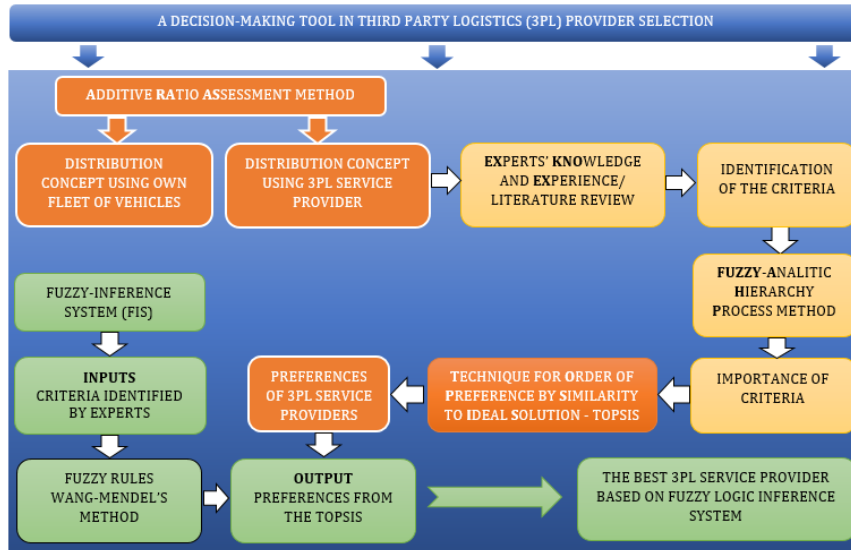 A DECISION-MAKING TOOL IN THIRD PARTY LOGISTICS (3PL) PROVIDER SELECTION
ADDITIVE RATIO ASSESSMENT METHOD
DISTRIBUTION
CONCEPT USING OWN
FLEET OF VEHICLES
DISTRIBUTION CONCEPT
USING 3PL SERVICE
PROVIDER
EXPERTS' KNOWLEDGE
AND EXPERIENCE/
LITERATURE REVIEW
IDENTIFICATION
OF THE CRITERIA
FUZZY-ANALITIC
HIERARCHY
PROCESS METHOD
IMPORTANCE OF
CRITERIA
TECHNIQUE FOR ORDER OF
PREFERENCE BY SIMILARITY
TO IDEAL SOLUTION - TOPSIS
PREFERENCES
OF 3PL SERVICE
PROVIDERS
FUZZY-INFERENCE
SYSTEM (FIS)
INPUTS
CRITERIA IDENTIFIED
BY EXPERTS
FUZZY RULES
WANG-MENDEL'S
METHOD
OUTPUT
PREFERENCES FROM
THE TOPSIS
THE BEST 3PL SERVICE PROVIDER
BASED ON FUZZY LOGIC INFERENCE
SYSTEM